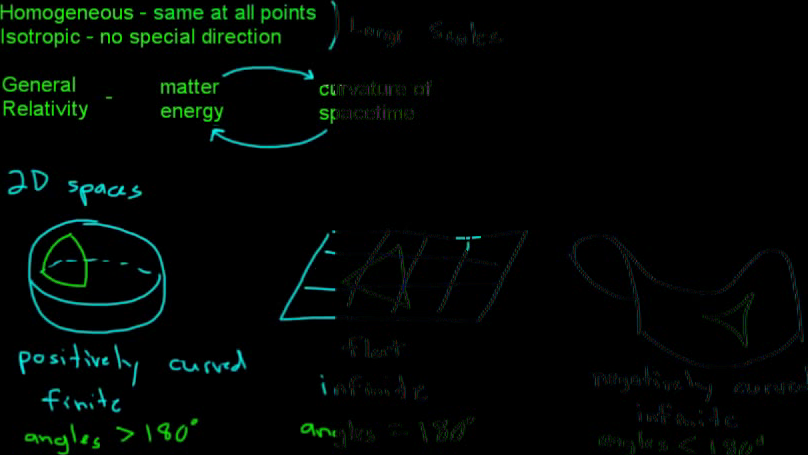 Homogeneous - same at all points
Isotropic - no special direction
Large Scales
General
Relativity -
matter
energy
curvature of
spacetime
2D spaces
positively curved
finite
angles > 180°
flat
infinite
angles = 180°
negatively curved
infinite
angles < 180°